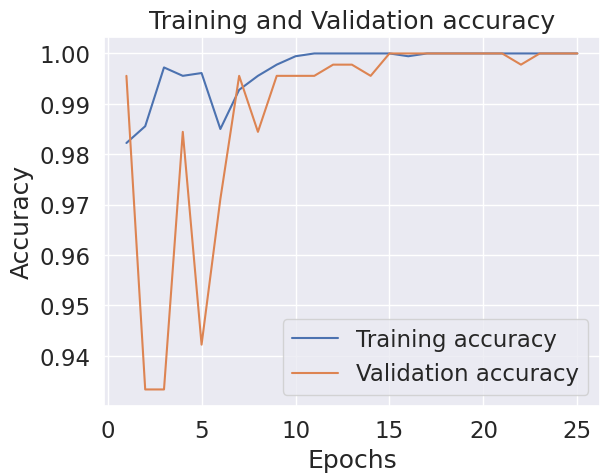 Training and Validation accuracy
1.00
0.99
0.98
0.97
0.96
0.95
0.94
Accuracy
Training accuracy
Validation accuracy
0 5 10 15 20 25
Epochs